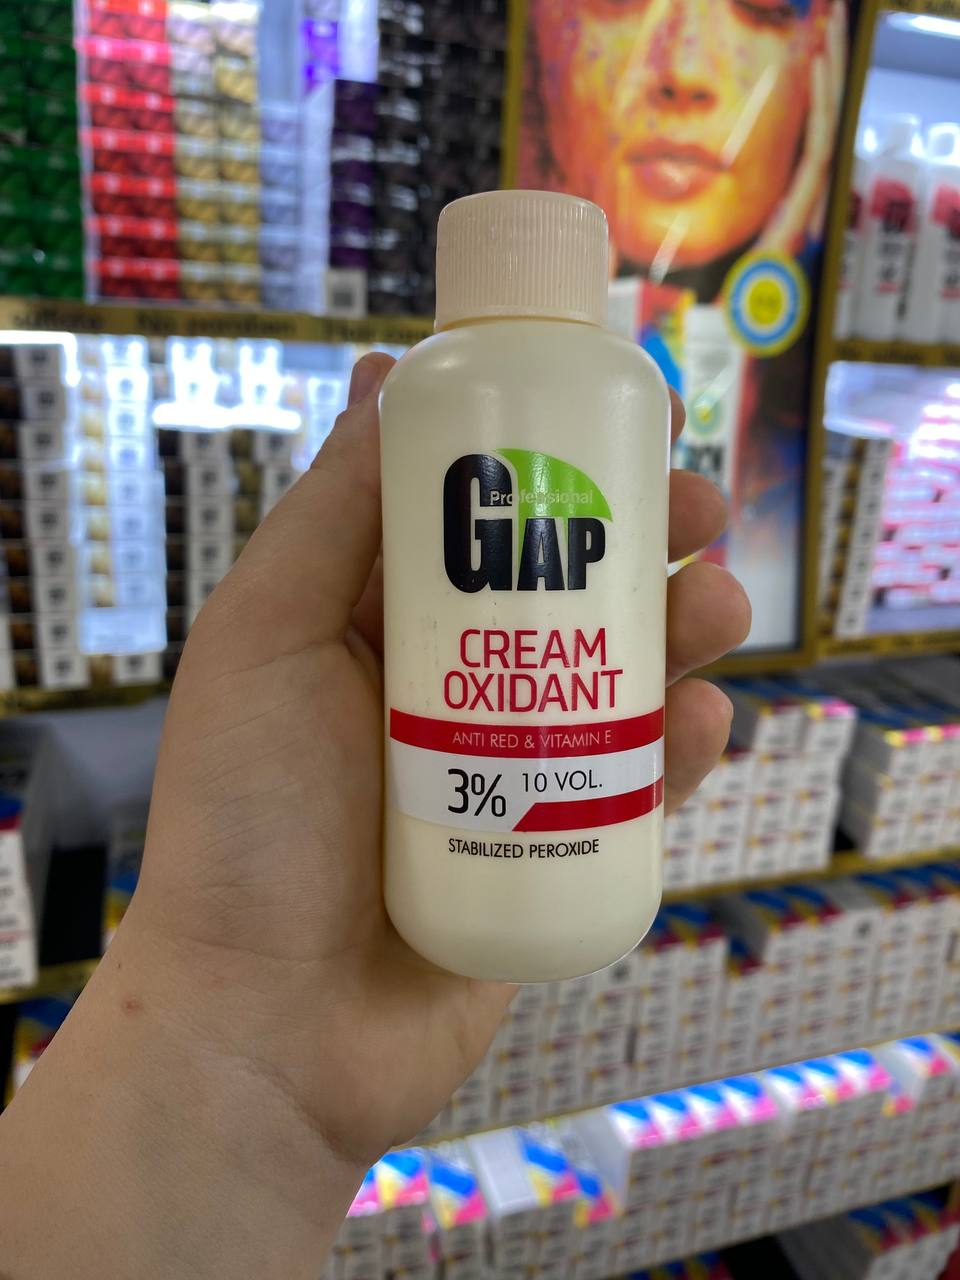 Professional
GAP
CREAM
OXIDANT
ANTI RED & VITAMIN E
3% 10 VOL.
STABILIZED PEROXIDE